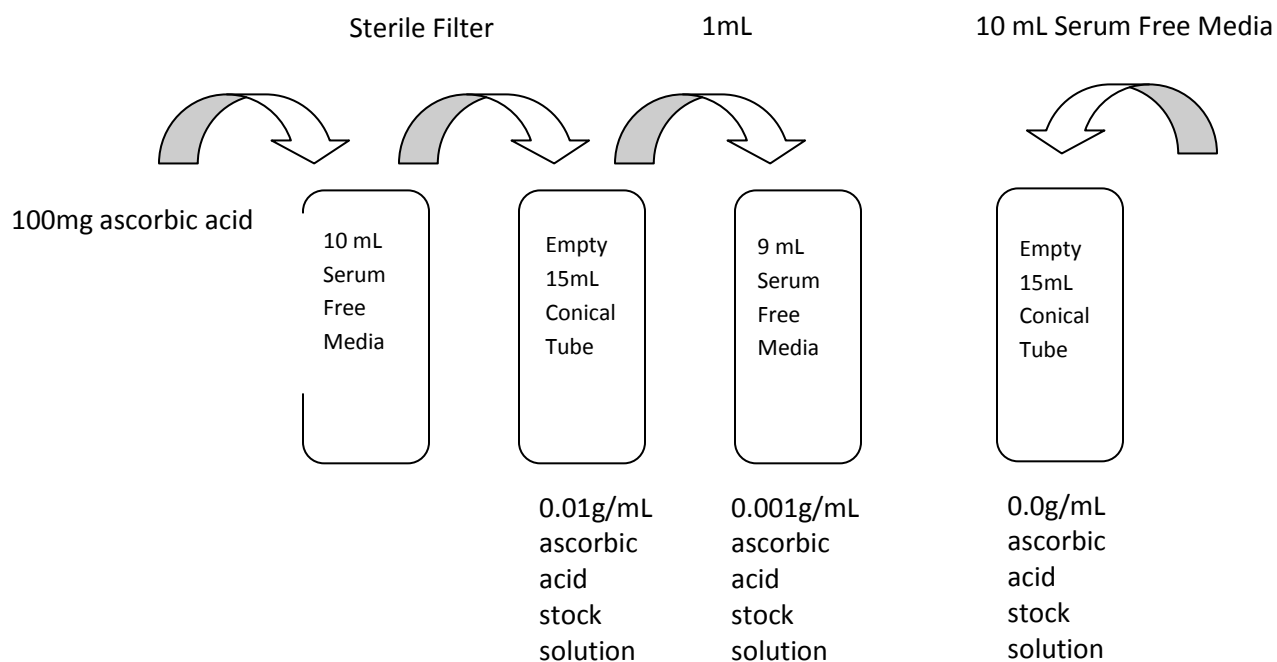 Sterile Filter
1mL
10 mL Serum Free Media
100mg ascorbic acid
10 mL
Serum
Free
Media
Empty
15mL
Conical
Tube
9 mL
Serum
Free
Media
Empty
15mL
Conical
Tube
0.01g/mL
ascorbic
acid
stock
solution
0.001g/mL
ascorbic
acid
stock
solution
0.0g/mL
ascorbic
acid
stock
solution